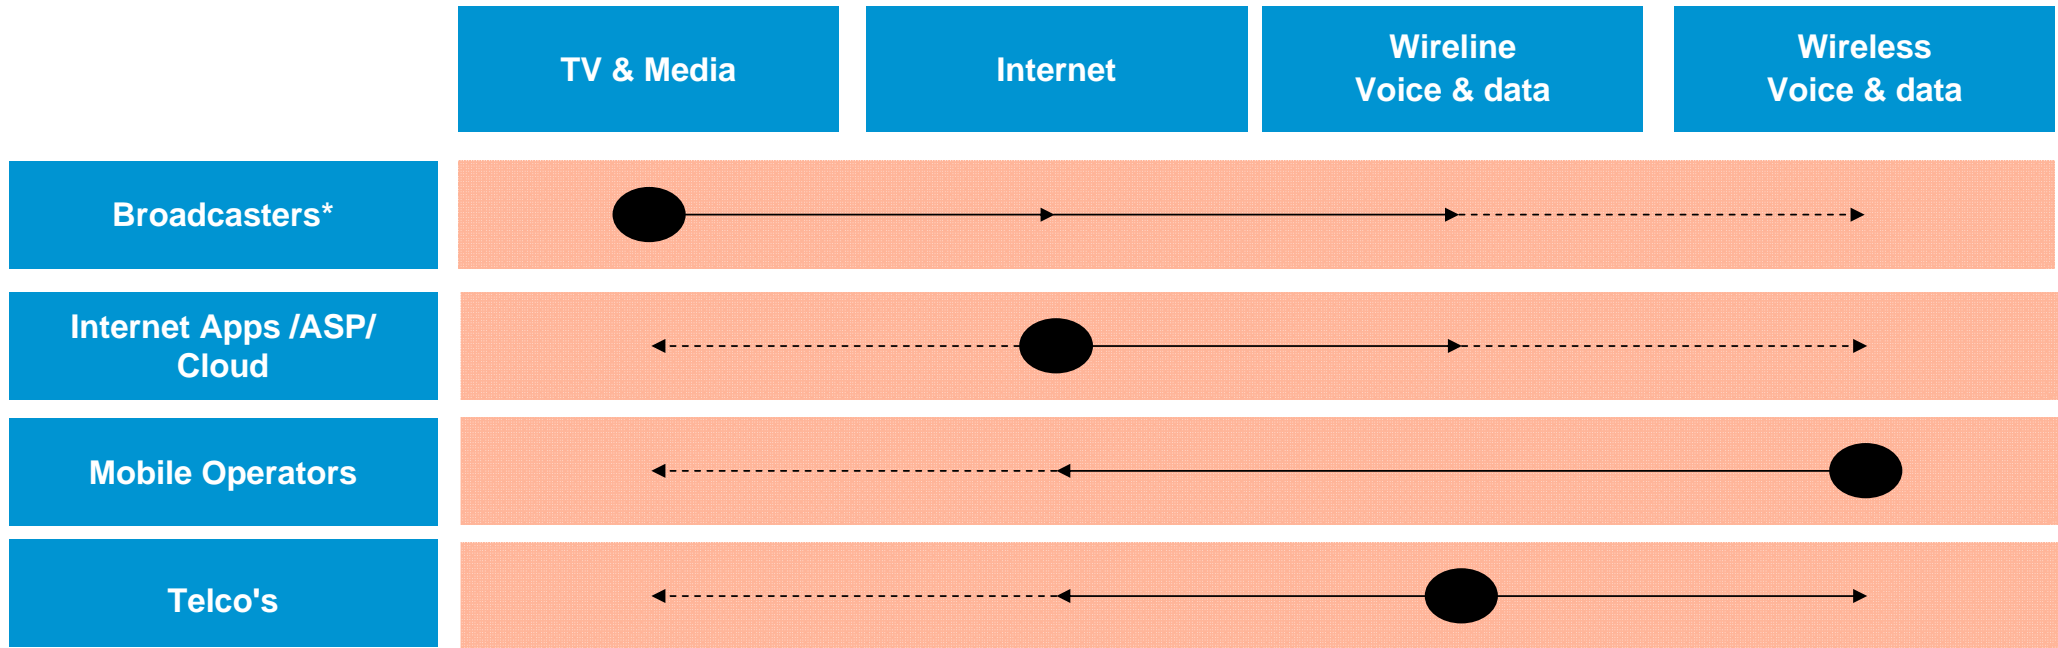 TV & Media
Internet
Wireline
Voice & data
Wireless
Voice & data
Broadcasters*
Internet Apps /ASP/
Cloud
Mobile Operators
Telco's